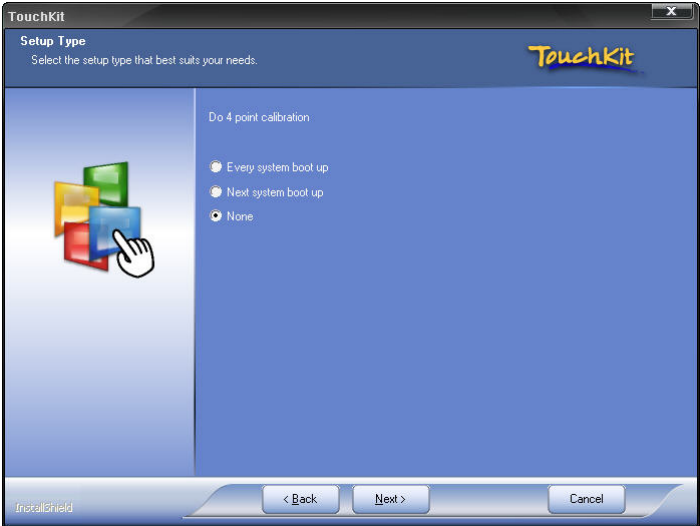 TouchKit
Setup Type
Select the setup type that best suits your needs.
TouchKit
Do 4 point calibration
Every system boot up
Next system boot up
None
InstallShield
< Back
Next >
Cancel